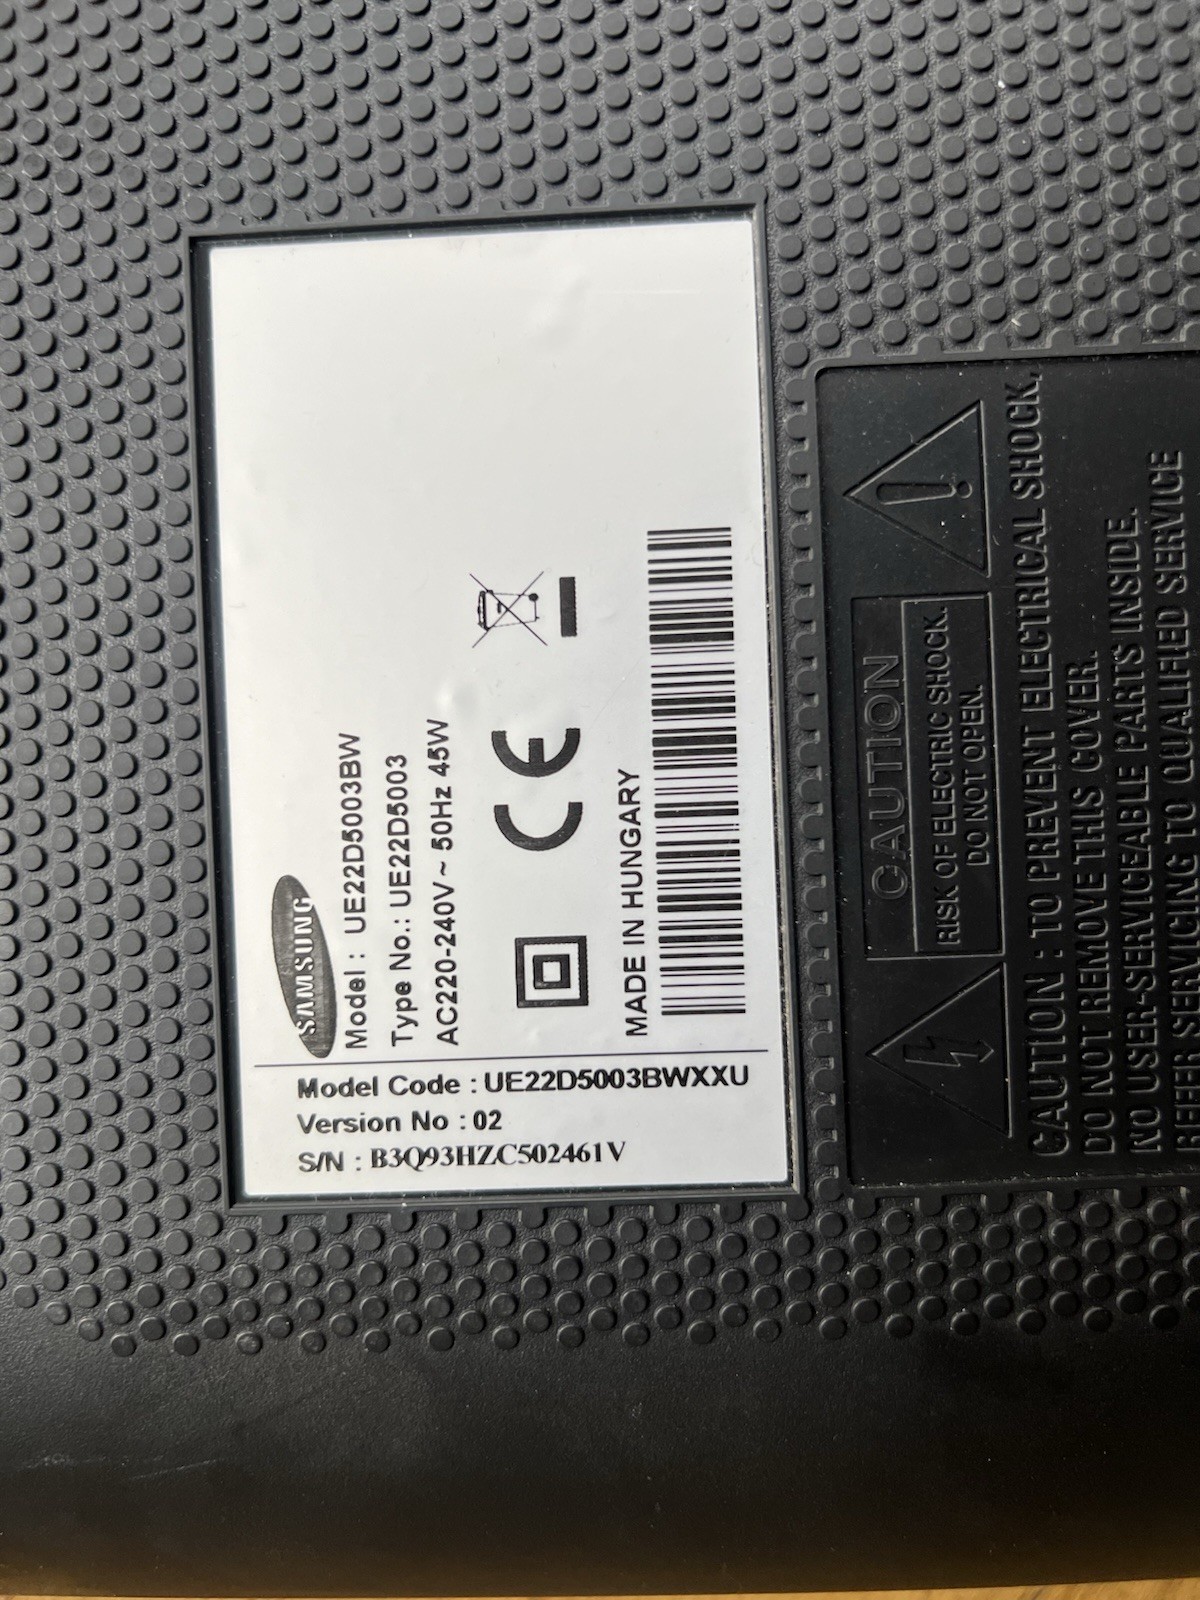 SAMSUNG
Model : UE22D5003BW
Type No.: UE22D5003
AC220-240V ~ 50Hz 45W
CE
MADE IN HUNGARY
Model Code : UE22D5003BWXXU
Version No : 02
S/N : B3Q93HZC502461V
CAUTION
RISK OF ELECTRIC SHOCK.
DO NOT OPEN.
CAUTION : TO PREVENT ELECTRICAL SHOCK,
DO NOT REMOVE THIS COVER.
NO USER-SERVICEABLE PARTS INSIDE.
REFER SERVICING TO QUALIFIED SERVICE